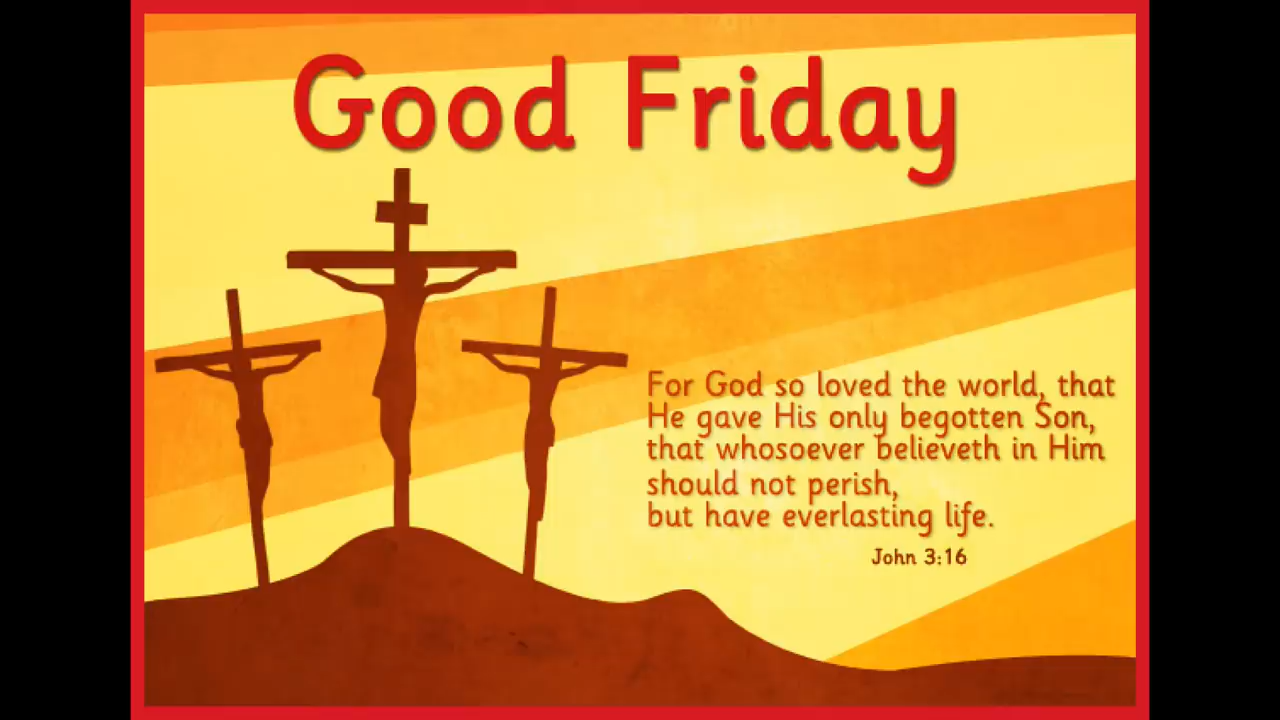 Good Friday
For God so loved the world, that
He gave His only begotten Son,
that whosoever believeth in Him
should not perish,
but have everlasting life.
John 3:16